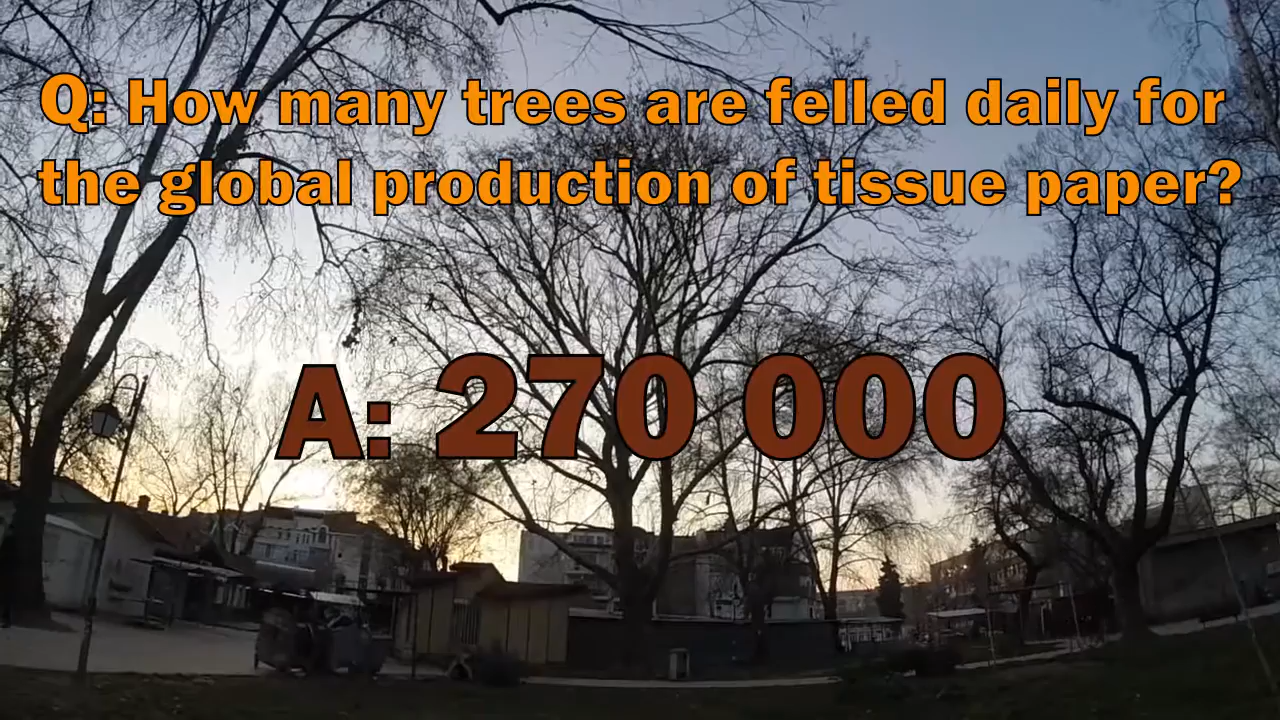 Q: How many trees are felled daily for
the global production of tissue paper?
A: 270 000